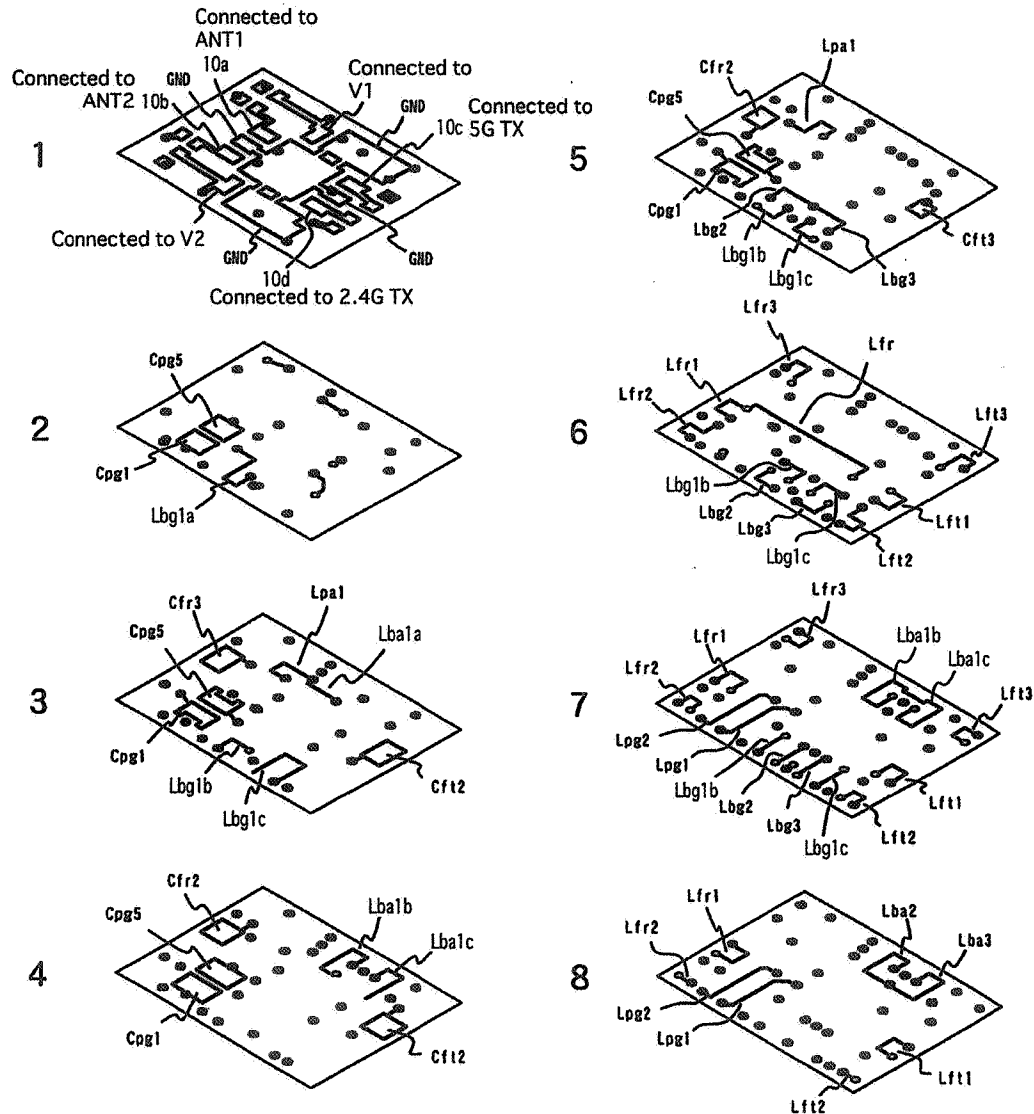 Connected to
ANT1
10a
GND
Connected to
ANT2 10b
Connected to
V1
GND
10c
Connected to
5G TX
1
Connected to V2
GND
10d
GND
Connected to 2.4G TX
2
Cpg5
Cpg1
Lbg1a
3
Cfr3
Lpa1
Cpg5
Lba1a
Cpg1
Lbg1b
Lbg1c
Cft2
4
Cfr2
Cpg5
Lba1b
Lba1c
Cpg1
Cft2
5
Cfr2
Lpa1
Cpg5
Cpg1
Lbg2
Lbg1b
Lbg1c
Lbg3
Cft3
6
Lfr3
Lfr
Lfr1
Lfr2
Lft3
Lbg1b
Lbg2
Lbg3
Lbg1c
Lft1
Lft2
7
Lfr3
Lba1b
Lfr1
Lba1c
Lfr2
Lft3
Lpg2
Lpg1
Lbg1b
Lbg2
Lbg3
Lbg1c
Lft1
Lft2
8
Lfr1
Lba2
Lfr2
Lba3
Lpg2
Lpg1
Lft1
Lft2